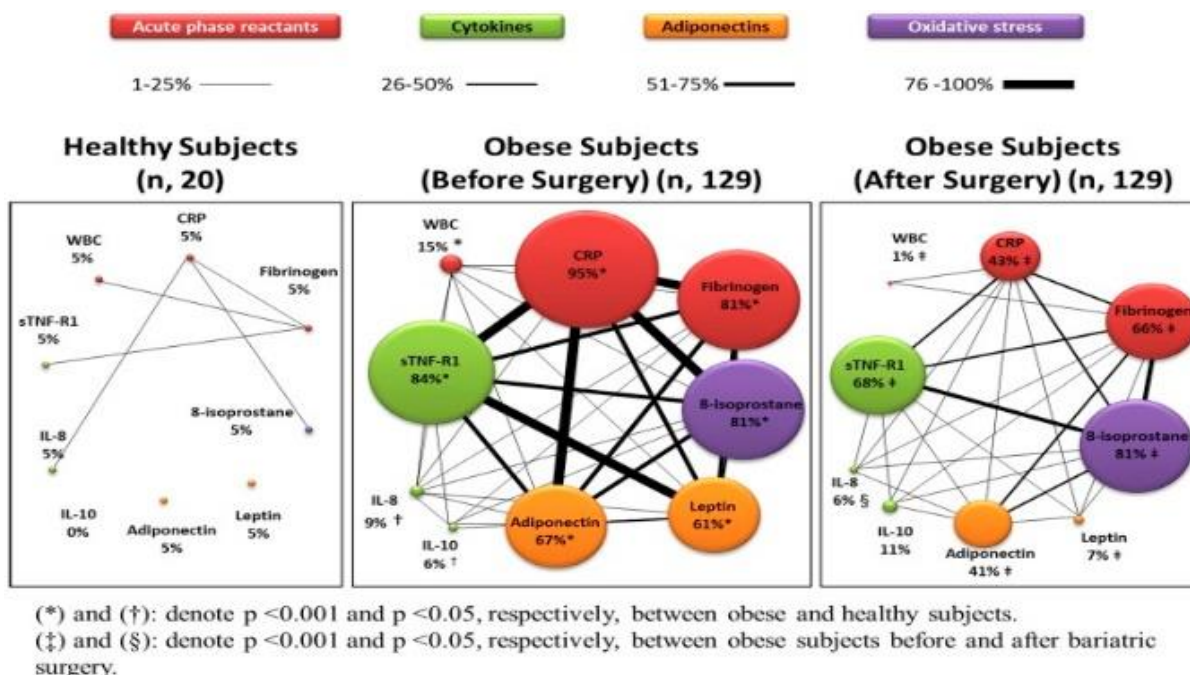 Acute phase reactants
Cytokines
Adiponectins
Oxidative stress
1-25%
26-50%
51-75%
76 -100%
Healthy Subjects
(n, 20)
CRP
5%
WBC
5%
Fibrinogen
5%
sTNF-R1
5%
8-isoprostane
5%
IL-8
5%
IL-10
0%
Adiponectin
5%
Leptin
5%
Obese Subjects
(Before Surgery) (n, 129)
WBC
15% *
CRP
95%*
Fibrinogen
81%*
sTNF-R1
84%*
8-isoprostane
81%*
IL-8
9% †
IL-10
6% †
Adiponectin
67%*
Leptin
61%*
Obese Subjects
(After Surgery) (n, 129)
WBC
1% ‡
CRP
43% ‡
Fibrinogen
66% ‡
sTNF-R1
68% ‡
8-isoprostane
81% ‡
IL-8
6% §
IL-10
11%
Adiponectin
41% ‡
Leptin
7% ‡
(*) and (†): denote p <0.001 and p <0.05, respectively, between obese and healthy subjects.
(‡) and (§): denote p <0.001 and p <0.05, respectively, between obese subjects before and after bariatric
surgery.